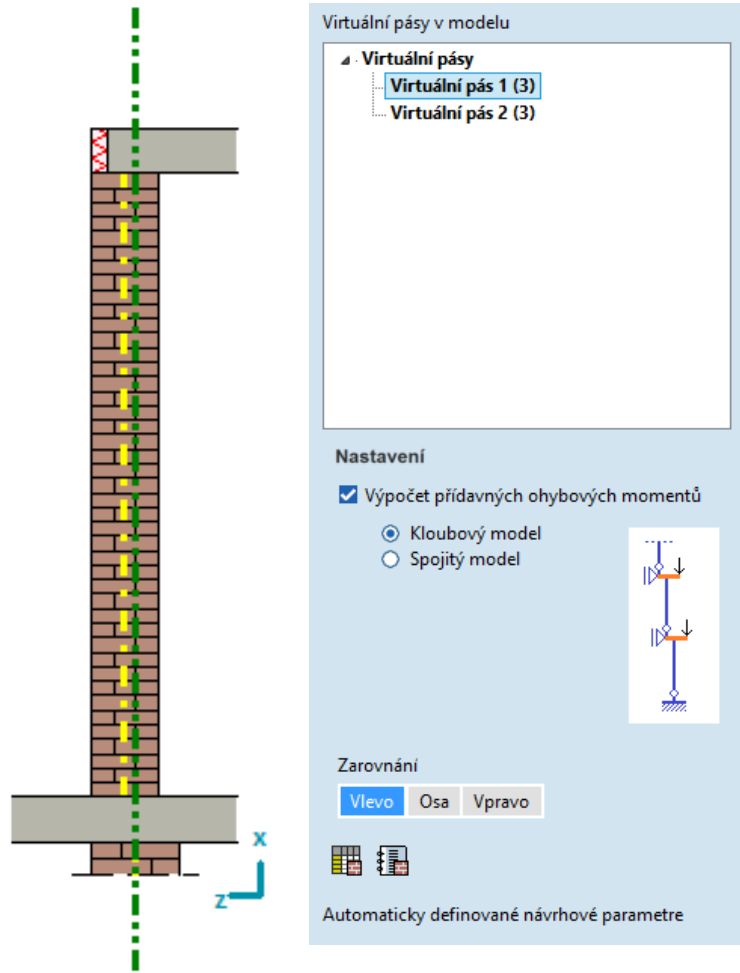 Virtuální pásy v modelu
Virtuální pásy
Virtuální pás 1 (3)
Virtuální pás 2 (3)
Nastavení
Výpočet přídavných ohybových momentů
Kloubový model
Spojitý model
Zarovnání
Vlevo Osa Vpravo
x
z
Automaticky definované návrhové parametre